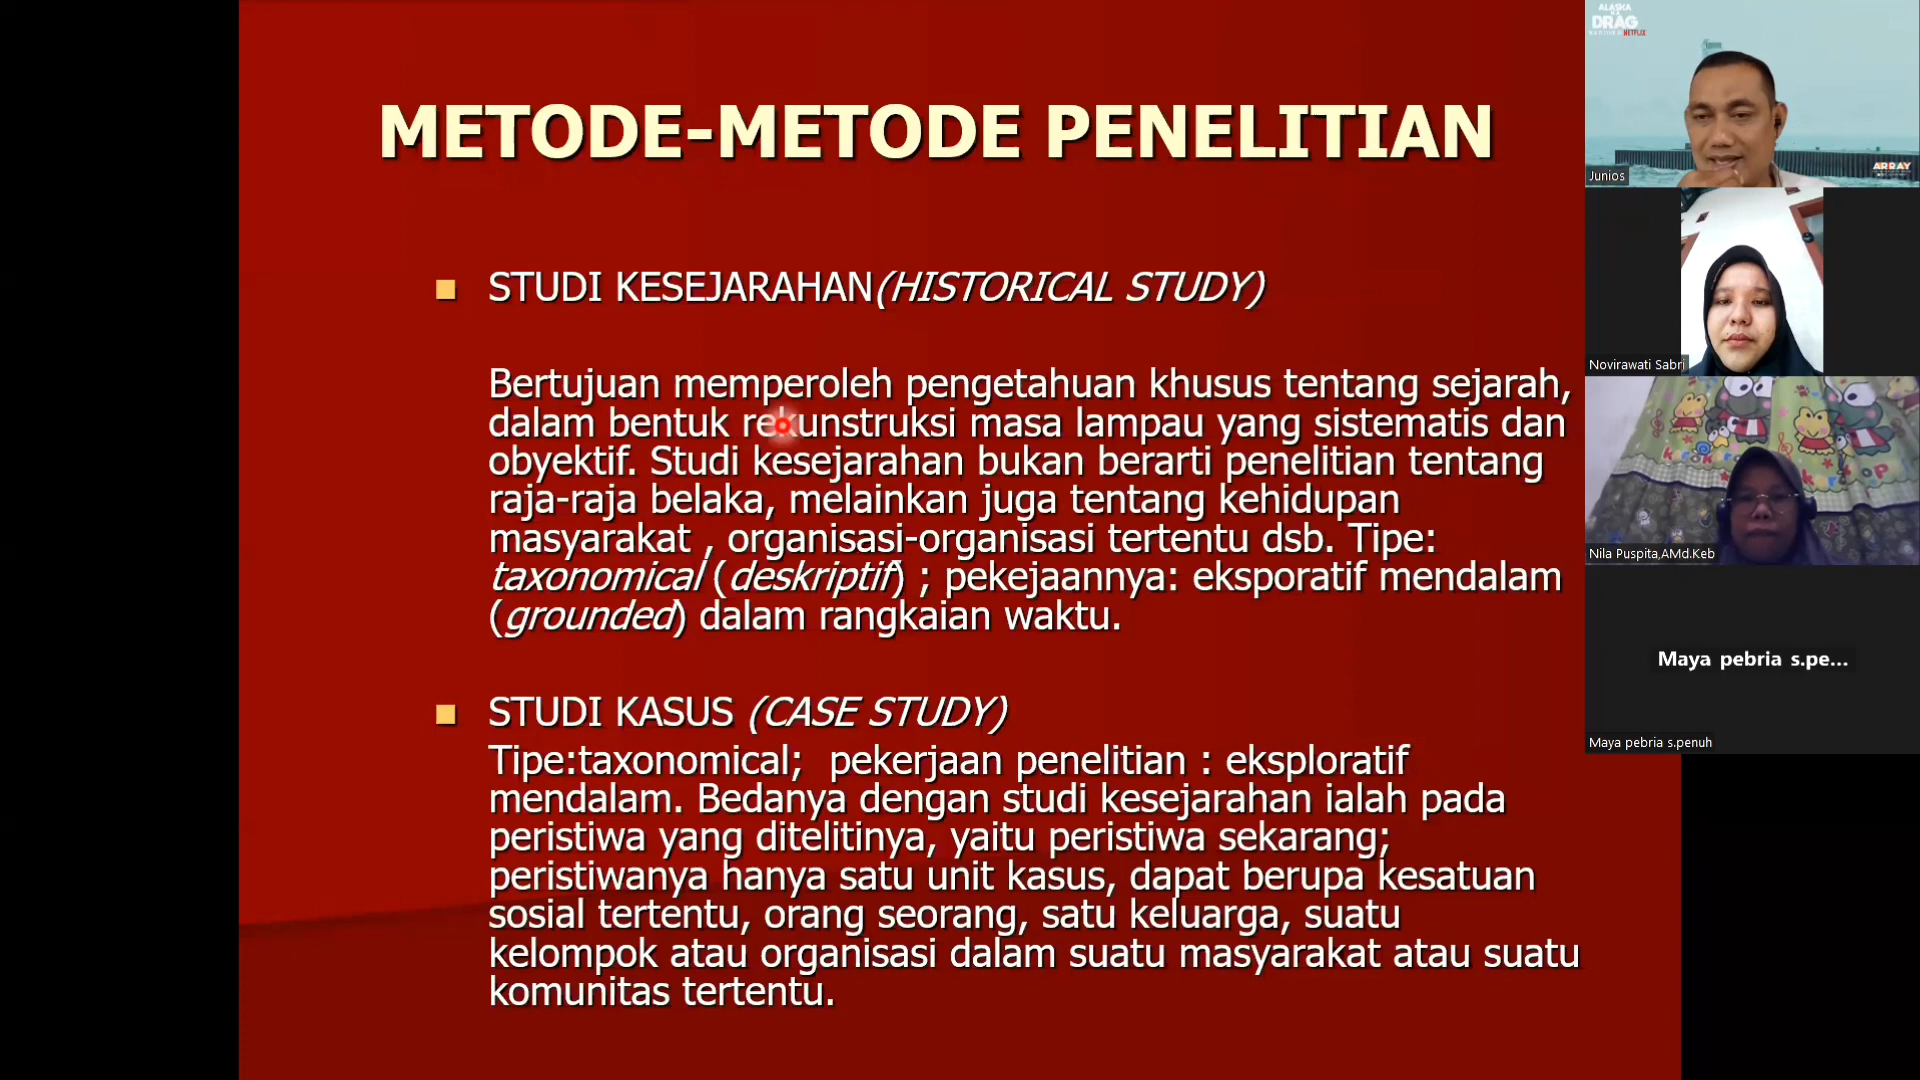 METODE-METODE PENELITIAN
STUDI KESEJARAHAN(HISTORICAL STUDY)
Bertujuan memperoleh pengetahuan khusus tentang sejarah,
dalam bentuk rekunstruksi masa lampau yang sistematis dan
obyektif. Studi kesejarahan bukan berarti penelitian tentang
raja-raja belaka, melainkan juga tentang kehidupan
masyarakat , organisasi-organisasi tertentu dsb. Tipe:
taxonomical (deskriptif) ; pekejaannya: eksporatif mendalam
(grounded) dalam rangkaian waktu.
STUDI KASUS (CASE STUDY)
Tipe:taxonomical;  pekerjaan penelitian : eksploratif
mendalam. Bedanya dengan studi kesejarahan ialah pada
peristiwa yang ditelitinya, yaitu peristiwa sekarang;
peristiwanya hanya satu unit kasus, dapat berupa kesatuan
sosial tertentu, orang seorang, satu keluarga, suatu
kelompok atau organisasi dalam suatu masyarakat atau suatu
komunitas tertentu.
ALASKA
DRAG
NETFLIX
ARRAY
Junios
Novirawati Sabri
Nila Puspita,AMd.Keb
Maya pebria s.pe...
Maya pebria s.penuh